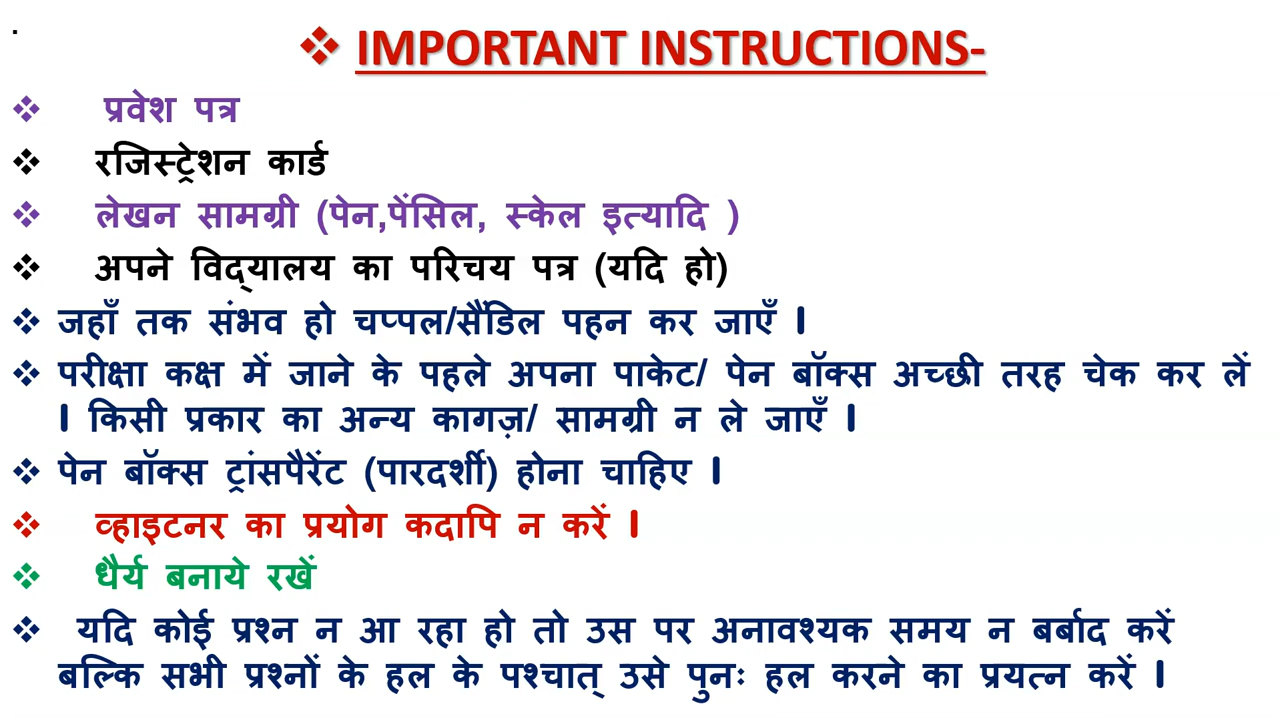 ❖ IMPORTANT INSTRUCTIONS-
❖ प्रवेश पत्र
❖ रजिस्ट्रेशन कार्ड
❖ लेखन सामग्री (पेन,पेंसिल, स्केल इत्यादि )
❖ अपने विद्यालय का परिचय पत्र (यदि हो)
❖ जहाँ तक संभव हो चप्पल/सैंडिल पहन कर जाएँ ।
❖ परीक्षा कक्ष में जाने के पहले अपना पाकेट/ पेन बॉक्स अच्छी तरह चेक कर लें
। किसी प्रकार का अन्य कागज़/ सामग्री न ले जाएँ ।
❖ पेन बॉक्स ट्रांसपैरेंट (पारदर्शी) होना चाहिए ।
❖ व्हाइटनर का प्रयोग कदापि न करें ।
❖ धैर्य बनाये रखें
❖ यदि कोई प्रश्न न आ रहा हो तो उस पर अनावश्यक समय न बर्बाद करें
बल्कि सभी प्रश्नों के हल के पश्चात् उसे पुनः हल करने का प्रयत्न करें ।